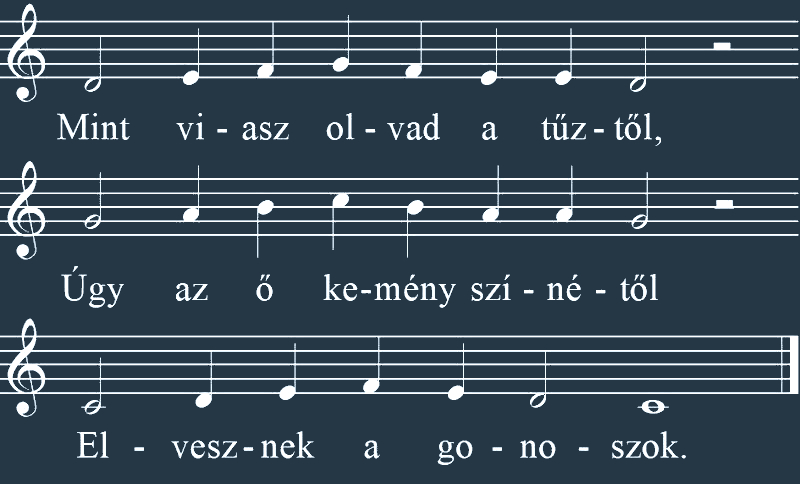 Mint vi - asz ol - vad a tűz - től,
Úgy az ő ke-mény szí - né - től
El - vesz - nek a go - no - szok.